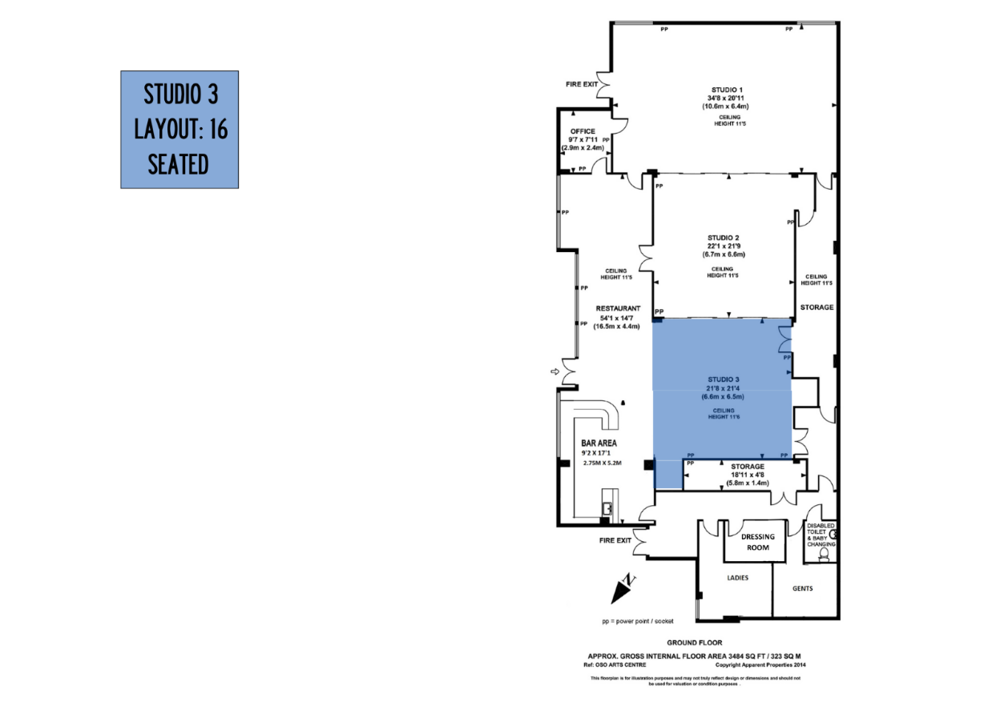 STUDIO 3
LAYOUT: 16
SEATED
PP
PP
FIRE EXIT
STUDIO 1
34'8 x 20'11
(10.6m x 6.4m)
CEILING
HEIGHT 11'5
OFFICE
9'7 x 7'11
PP
(2.9m x 2.4m)
PP
PP
PP
PP
STUDIO 2
22'1 x 21'9
(6.7m x 6.6m)
CEILING
HEIGHT 11'5
CEILING
HEIGHT 11'5
CEILING
HEIGHT 11'5
STORAGE
PP
RESTAURANT
54'1 x 14'7
(16.5m x 4.4m)
PP
PP
PP
STUDIO 3
21'8 x 21'4
(6.6m x 6.5m)
CEILING
HEIGHT 11'6
BAR AREA
9'2 X 17'1
2.75M X 5.2M
PP
PP
PP
STORAGE
18'11 x 4'8
(5.8m x 1.4m)
DISABLED
TOILET
& BABY
CHANGING
DRESSING
ROOM
FIRE EXIT
LADIES
GENTS
N
pp = power point / socket
GROUND FLOOR
APPROX. GROSS INTERNAL FLOOR AREA 3484 SQ FT / 323 SQ M
Ref: OSO ARTS CENTRE
Copyright Apparent Properties 2014
This floorplan is for illustration purposes and may not truly reflect design or dimensions and should not
be used for valuation or condition purposes .